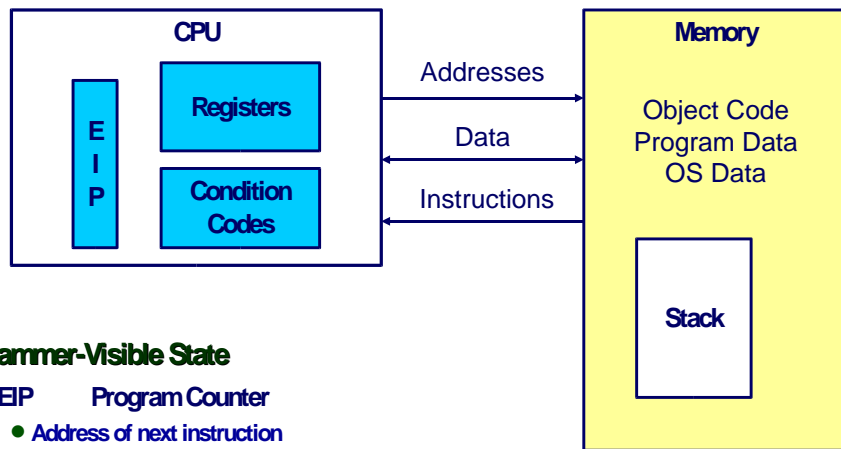 CPU
E
I
P
Registers
Condition
Codes
Addresses
Data
Instructions
Memory
Object Code
Program Data
OS Data
Stack
ammer-Visible State
EIP Program Counter
• Address of next instruction